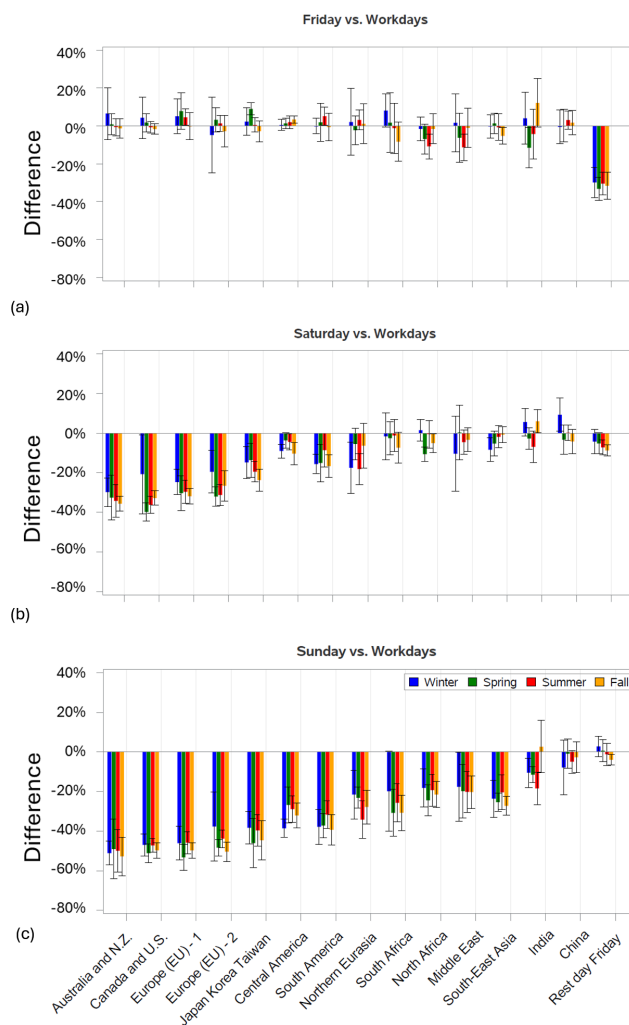 Friday vs. Workdays
40%
20%
0%
-20%
-40%
-60%
-80%
Difference
(a)
Saturday vs. Workdays
40%
20%
0%
-20%
-40%
-60%
-80%
Difference
(b)
Sunday vs. Workdays
40%
20%
0%
-20%
-40%
-60%
-80%
Difference
Winter Spring Summer Fall
(c)
Australia and N.Z.
Canada and U.S.
Europe (EU) - 1
Europe (EU) - 2
Japan Korea Taiwan
Central America
South America
Northern Eurasia
South Africa
North Africa
Middle East
South-East Asia
India
China
Rest day Friday